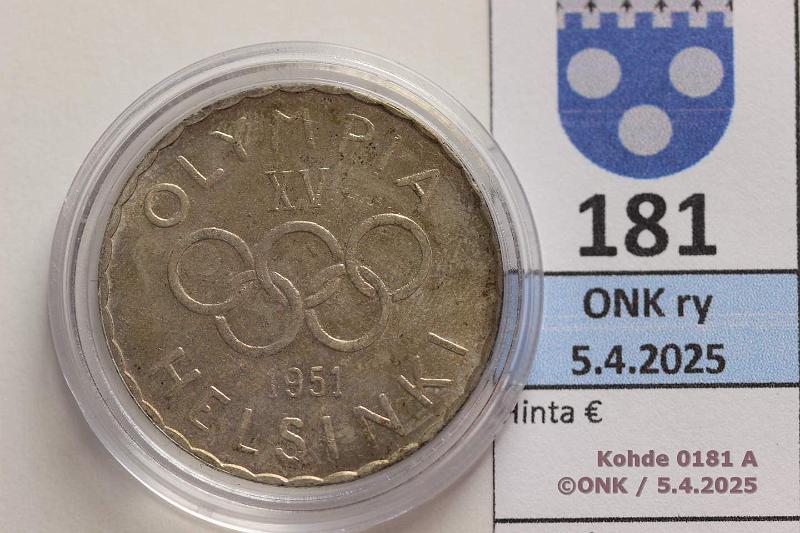 OLYMPIA
XV
1951
HELSINKI
181
ONK ry
5.4.2025
Hinta €
Kohde 0181 A
©ONK / 5.4.2025